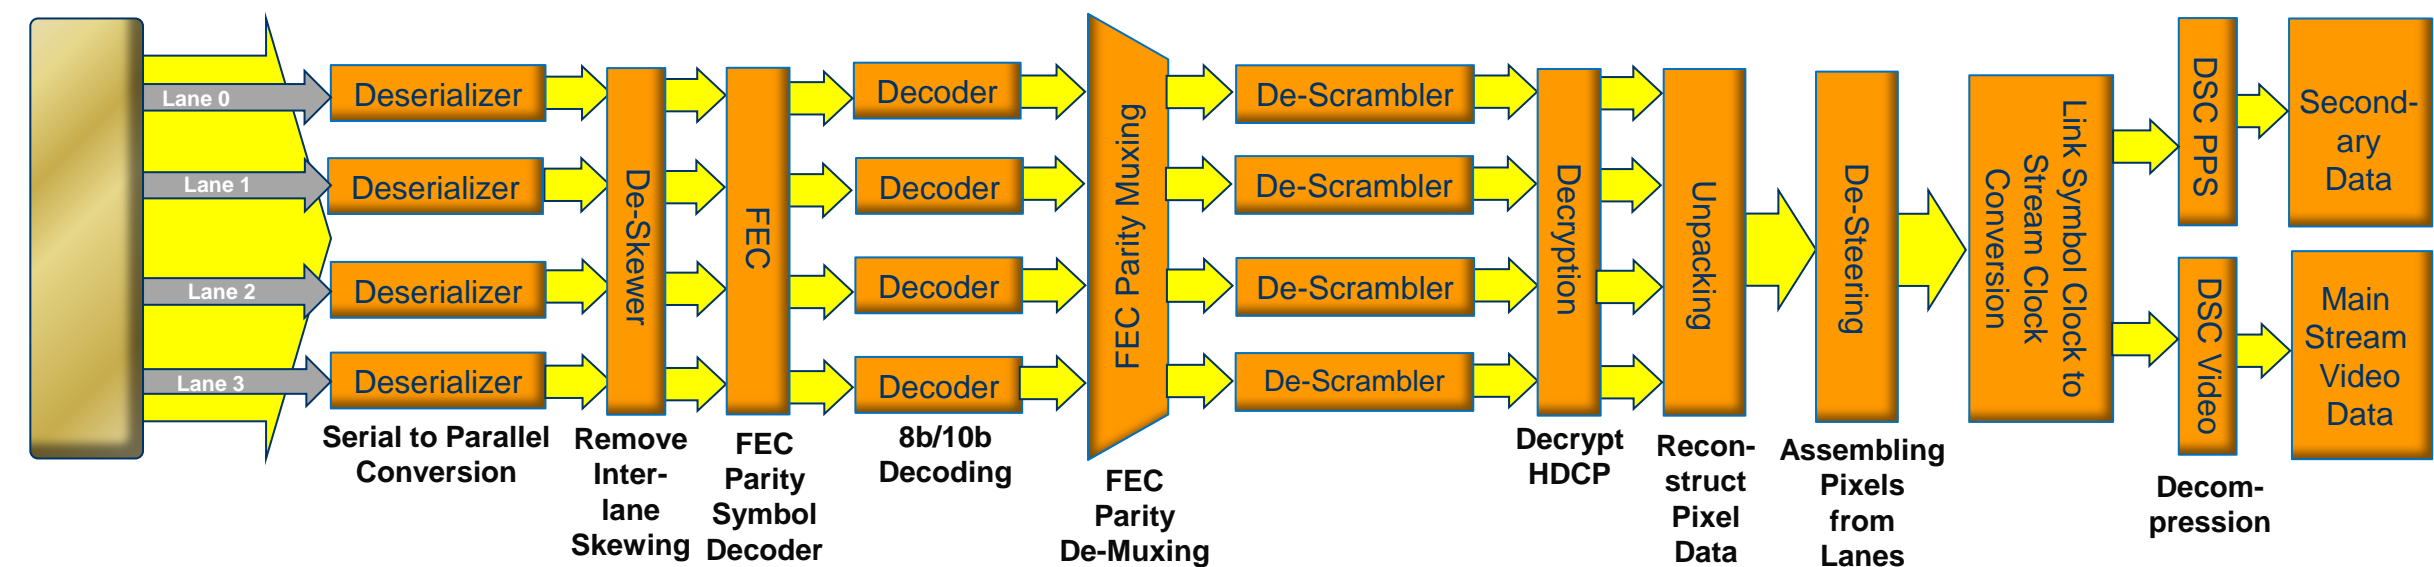 Lane 0
Lane 1
Lane 2
Lane 3
Deserializer
Deserializer
Deserializer
Deserializer
Serial to Parallel
Conversion
De-Skewer
Remove
Inter-
lane
Skewing
FEC
FEC
Parity
Symbol
Decoder
Decoder
Decoder
Decoder
Decoder
8b/10b
Decoding
FEC Parity Muxing
FEC
Parity
De-Muxing
De-Scrambler
De-Scrambler
De-Scrambler
De-Scrambler
Decryption
Decrypt
HDCP
Unpacking
Recon-
struct
Pixel
Data
De-Steering
Assembling
Pixels
from
Lanes
Link Symbol Clock to
Stream Clock
Conversion
DSC PPS
DSC Video
Decom-
pression
Second-
ary
Data
Main
Stream
Video
Data